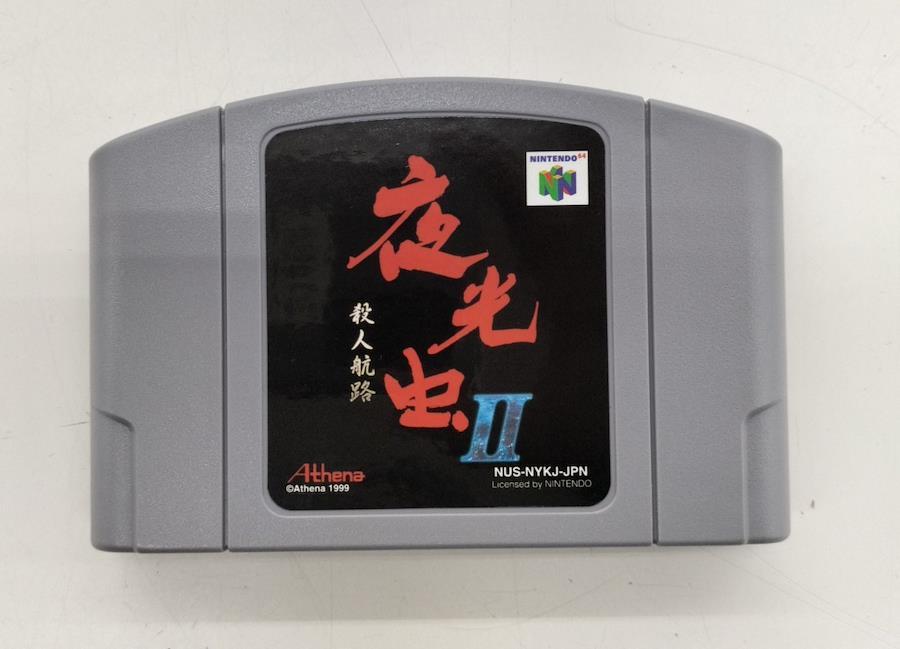 NINTENDO64
夜光虫
II
殺人航路
Athena
©Athena 1999
NUS-NYKJ-JPN
Licensed by NINTENDO